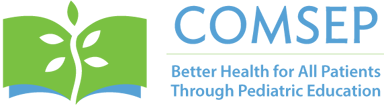 COMSEP
Better Health for All Patients
Through Pediatric Education